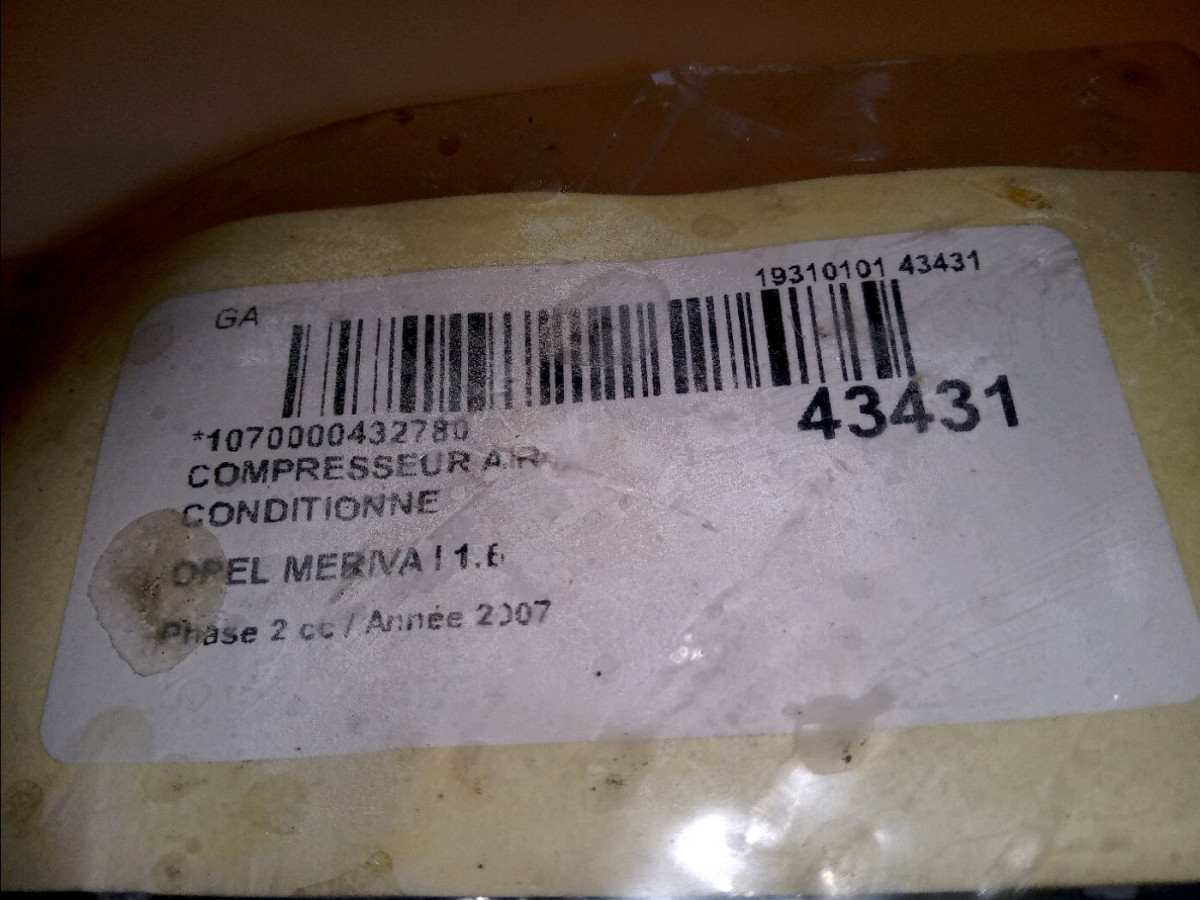 GA
19310101 43431
43431
*1070000432780
COMPRESSEUR AIR
CONDITIONNE
OPEL MERIVA I 1.6
Phase 2 cc / Année 2007